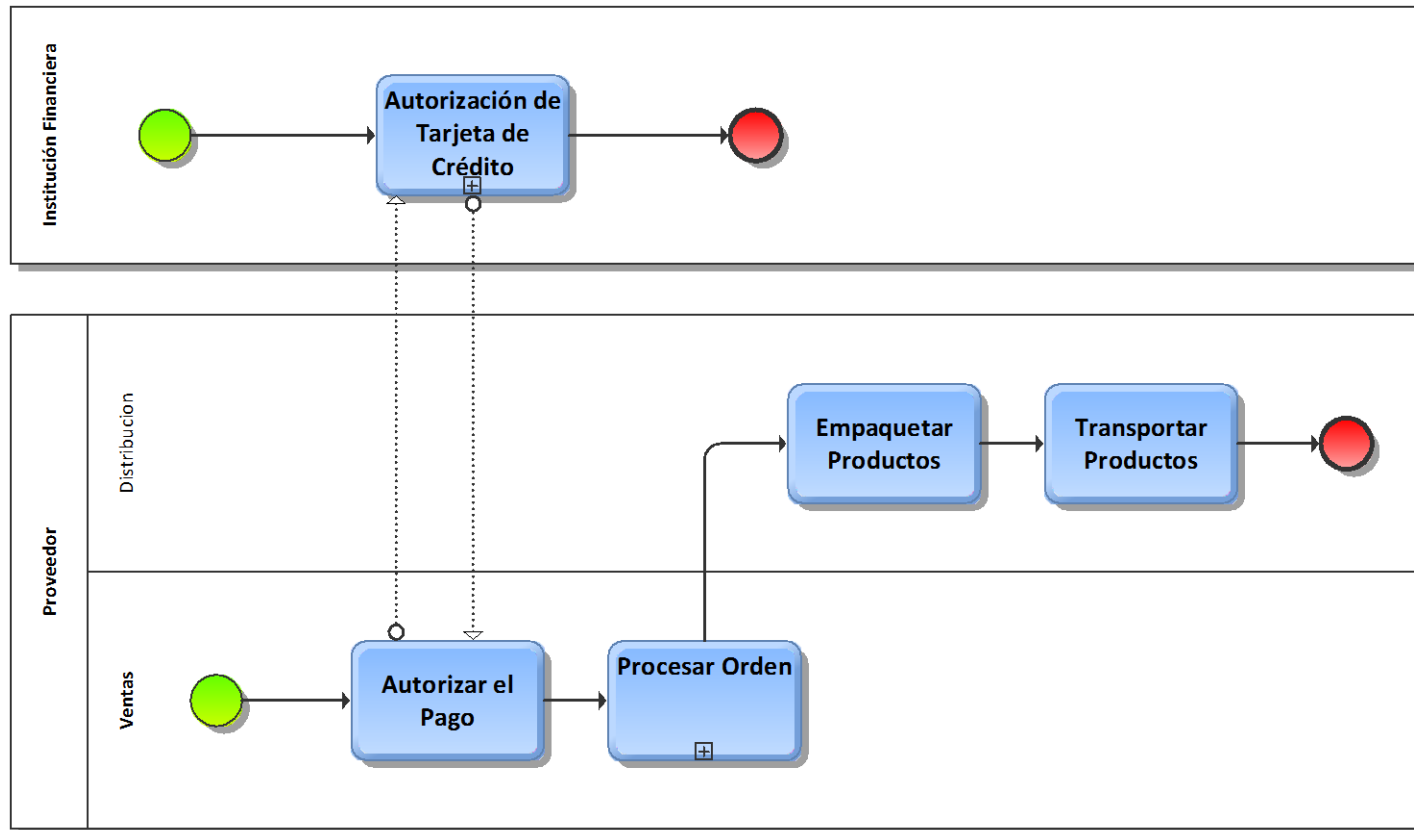 Institución Financiera
Autorización de
Tarjeta de
Crédito
Proveedor
Distribucion
Empaquetar
Productos
Transportar
Productos
Ventas
Autorizar el
Pago
Procesar Orden